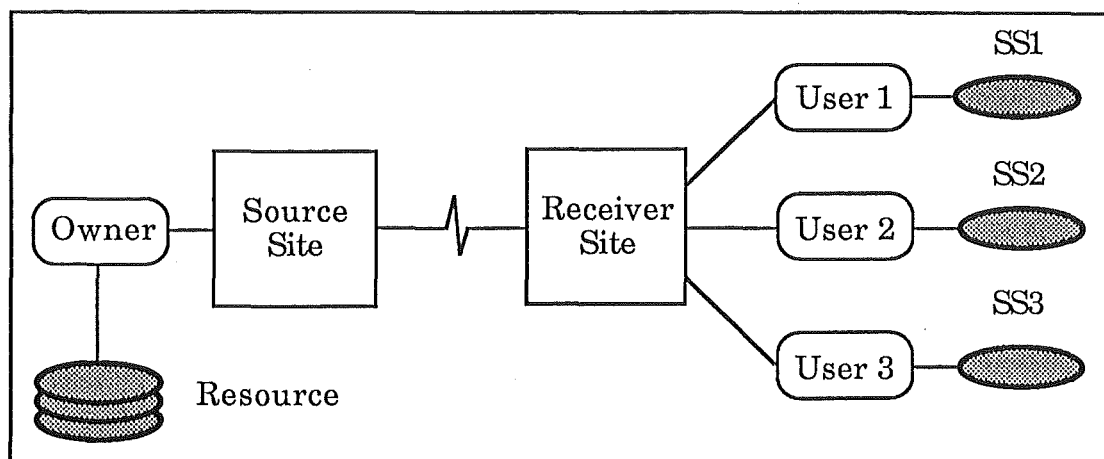 SS1
User 1
SS2
Owner
Source
Site
Receiver
Site
User 2
SS3
User 3
Resource